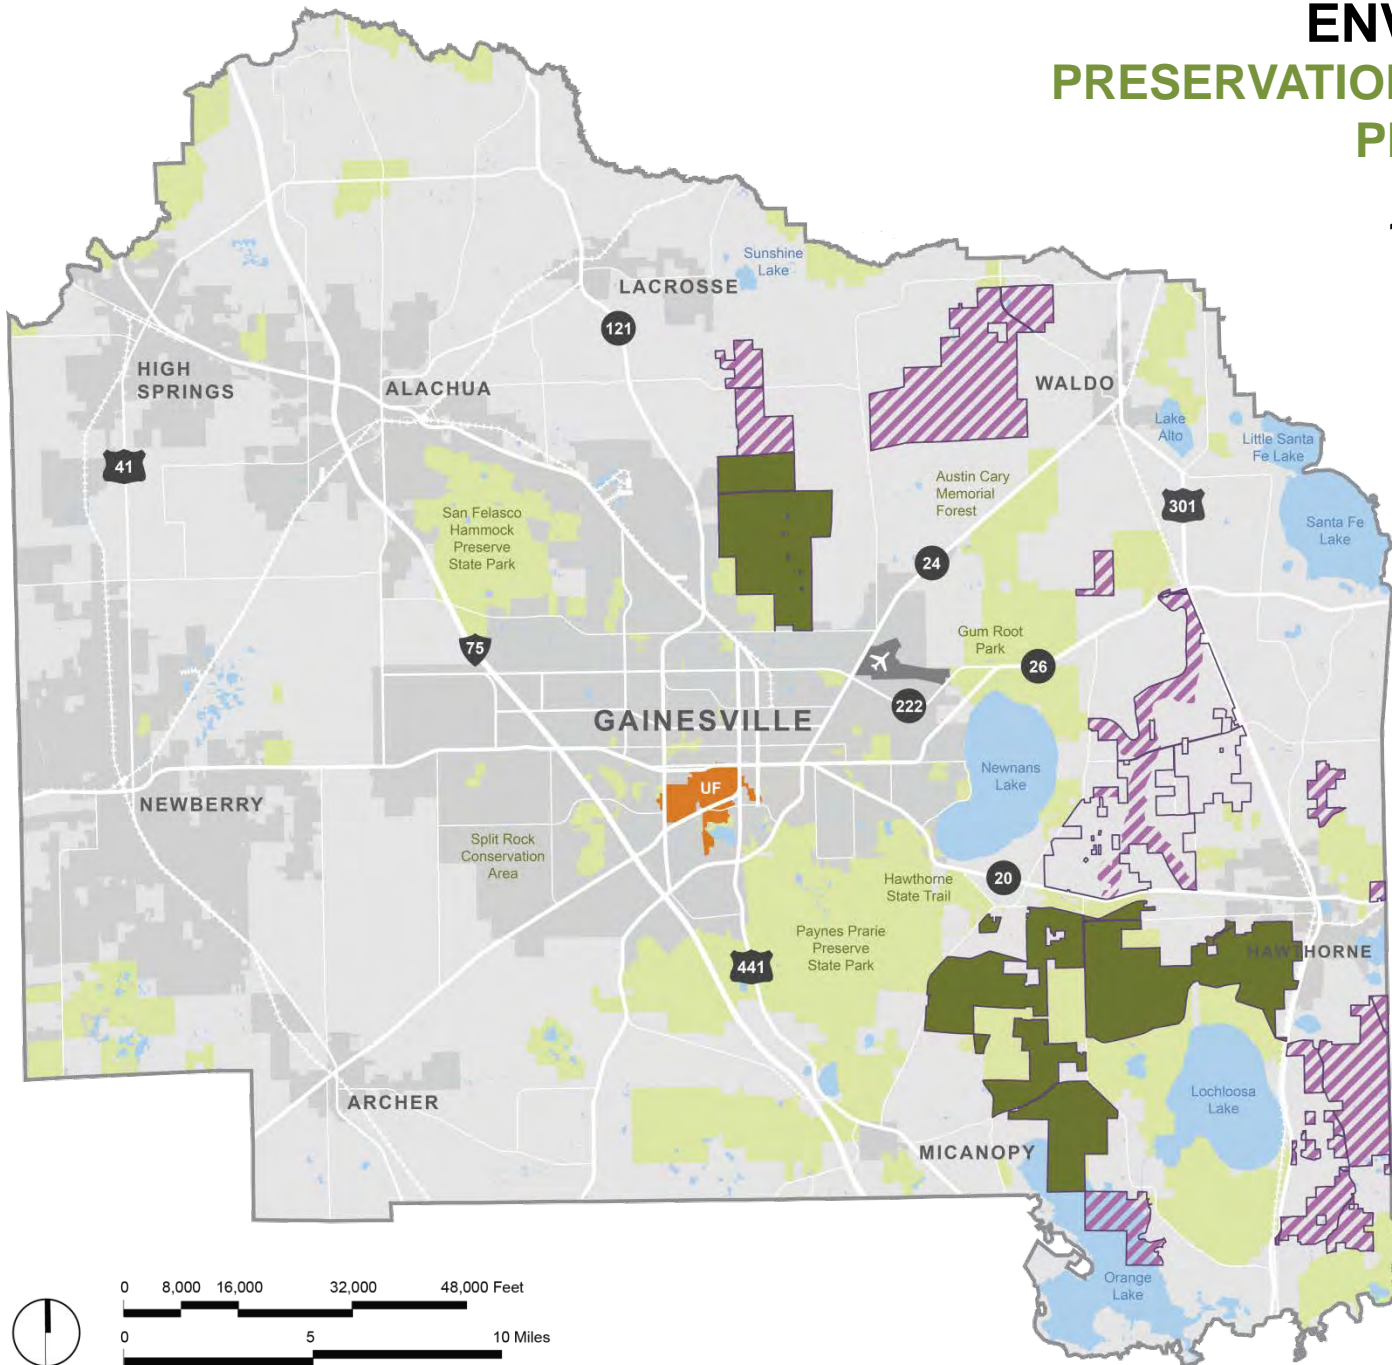 ENV
PRESERVATION
Sunshine
Lake
LACROSSE
121
HIGH
SPRINGS
ALACHUA
WALDO
Lake
Alto
Little Santa
Fe Lake
41
Austin Cary
Memorial
Forest
301
San Felasco
Hammock
Preserve
State Park
Santa Fe
Lake
24
Gum Root
Park
75
26
222
GAINESVILLE
Newnans
Lake
UF
NEWBERRY
Split Rock
Conservation
Area
Hawthorne
State Trail
20
Paynes Prarie
Preserve
State Park
HAWTHORNE
441
Lochloosa
Lake
ARCHER
MICANOPY
Orange
Lake
0 8,000 16,000 32,000 48,000 Feet
0 5 10 Miles